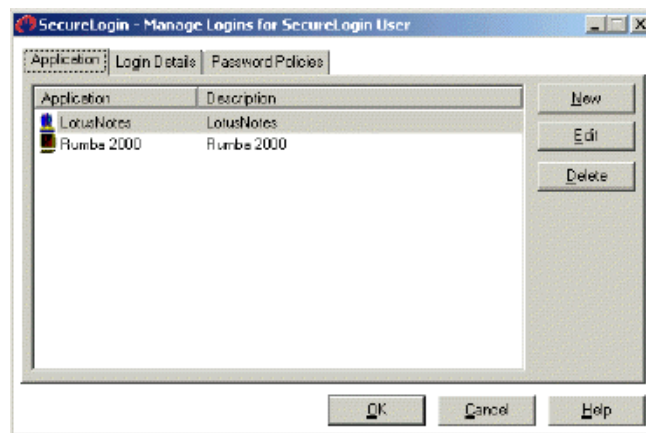 SecureLogin - Manage Logins for SecureLogin User
Application Login Details Password Policies
Application Description
LotusNotes LotusNotes
Rumba 2000 Rumba 2000
New
Edit
Delete
OK Cancel Help